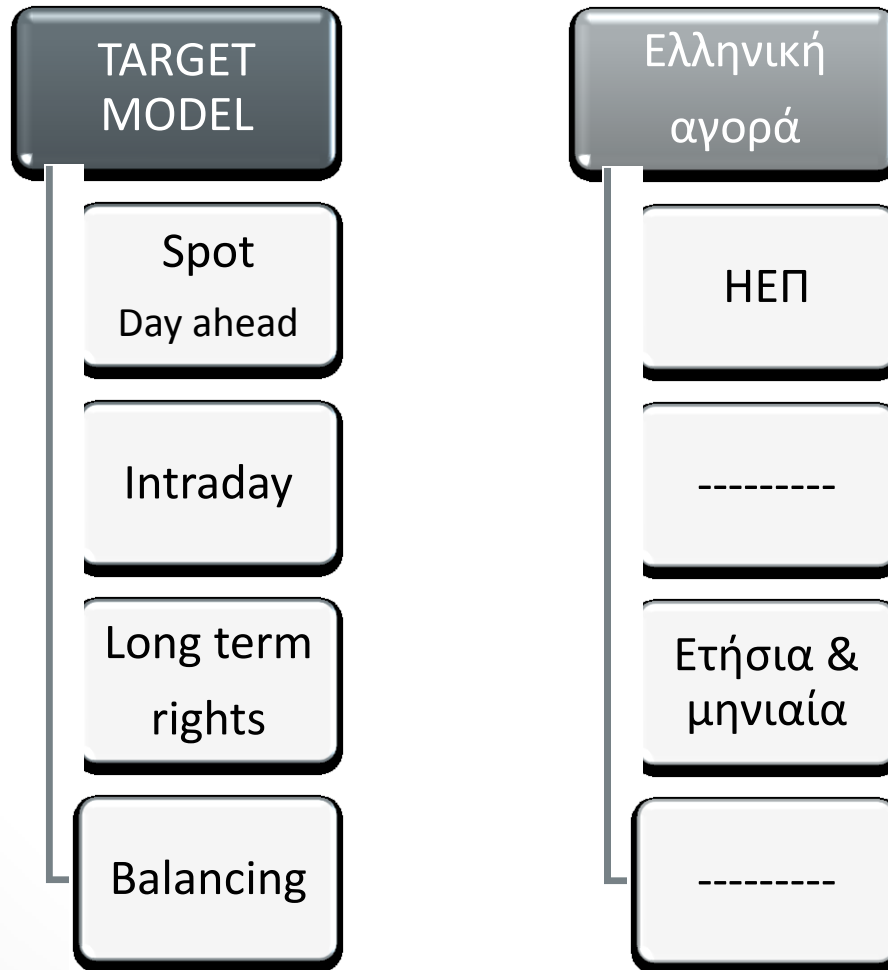 TARGET
MODEL
Spot
Day ahead
Intraday
Long term
rights
Balancing
Ελληνική
αγορά
ΗΕΠ
---------
Ετήσια &
μηνιαία
---------